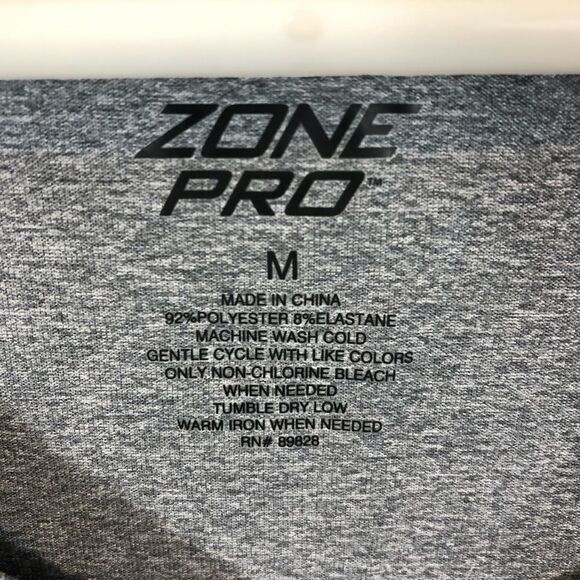 ZONE
PRO™
M
MADE IN CHINA
92%POLYESTER 8%ELASTANE
MACHINE WASH COLD
GENTLE CYCLE WITH LIKE COLORS
ONLY NON-CHLORINE BLEACH
WHEN NEEDED
TUMBLE DRY LOW
WARM IRON WHEN NEEDED
RN# 89828